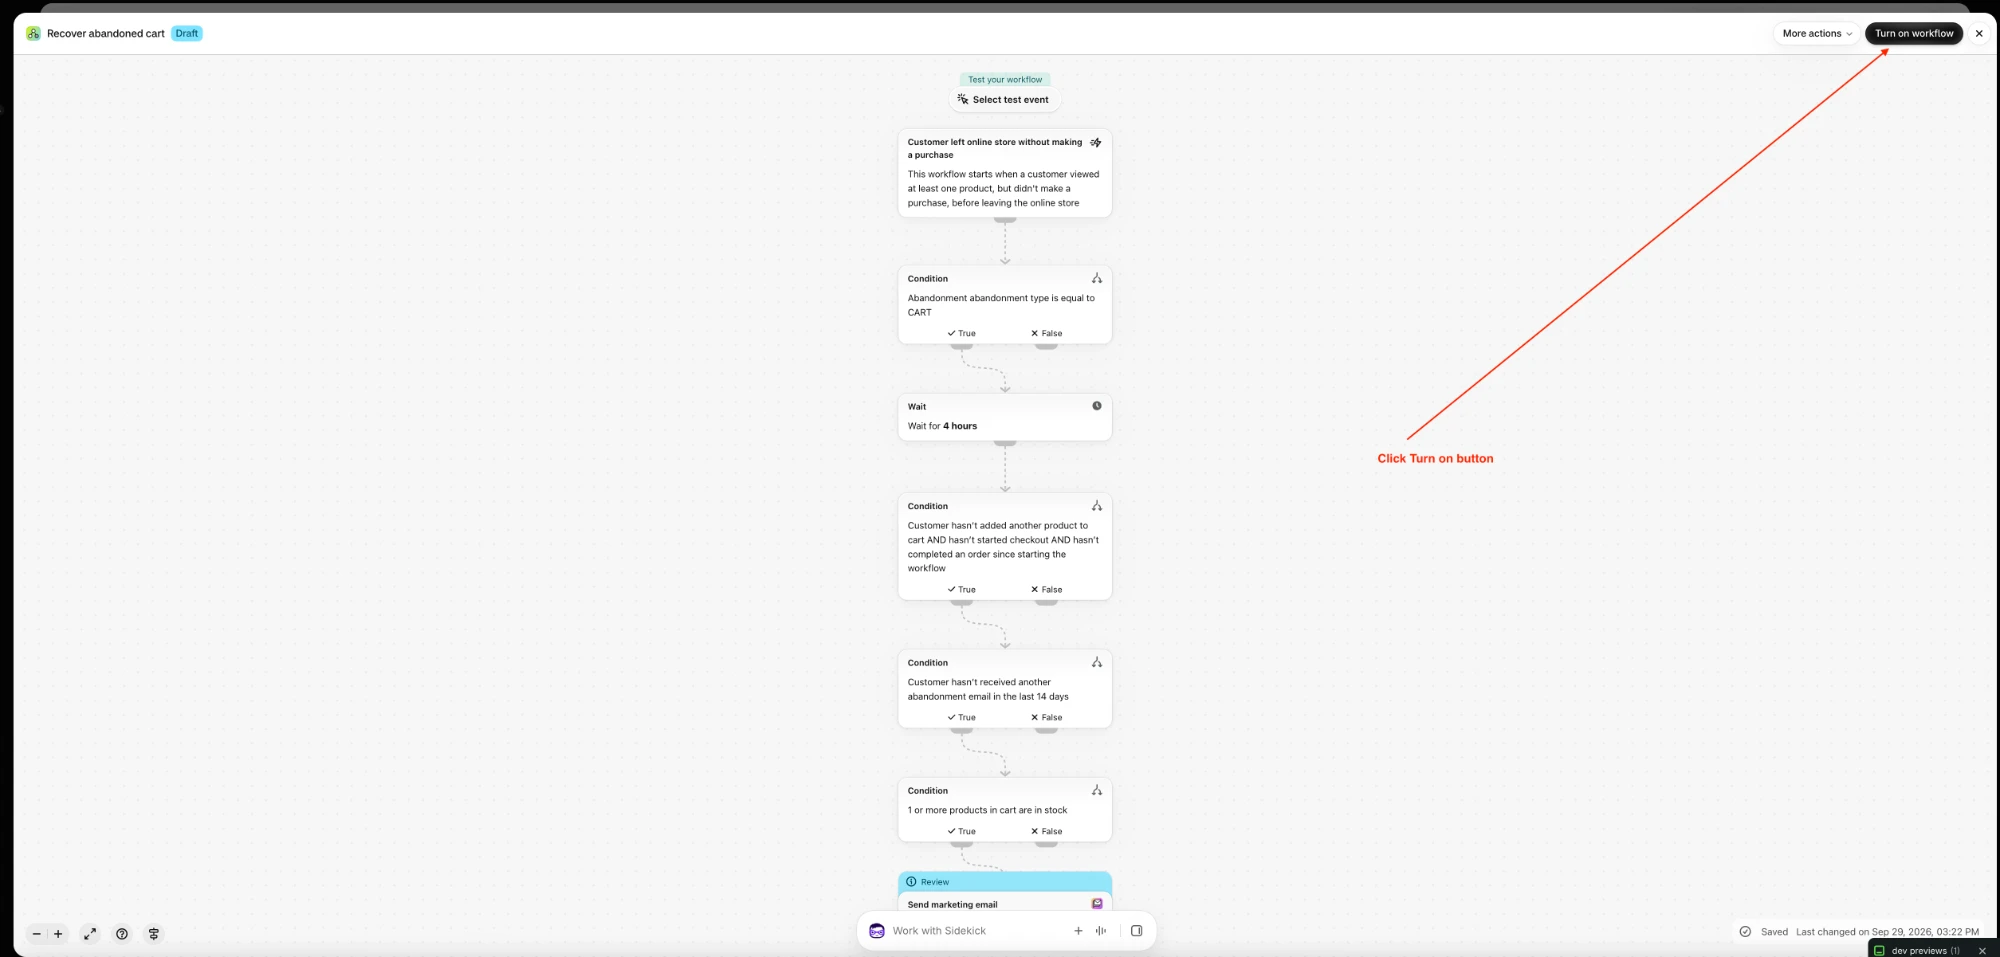 Recover abandoned cart Draft
More actions Turn on workflow
Test your workflow
Select test event
Customer left online store without making
a purchase
This workflow starts when a customer viewed
at least one product, but didn't make a
purchase, before leaving the online store
Condition
Abandonment abandonment type is equal to
CART
True False
Wait
Wait for 4 hours
Click Turn on button
Condition
Customer hasn't added another product to
cart AND hasn't started checkout AND hasn't
completed an order since starting the
workflow
True False
Condition
Customer hasn't received another
abandonment email in the last 14 days
True False
Condition
1 or more products in cart are in stock
True False
Review
Send marketing email
Work with Sidekick
Saved Last changed on Sep 29, 2026, 03:22 PM
dev previews (1)